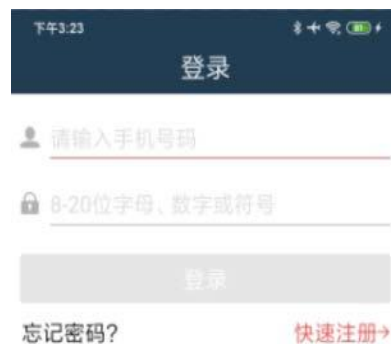 下午3:23
登录
请输入手机号码
8-20位字母、数字或符号
登录
忘记密码? 快速注册→